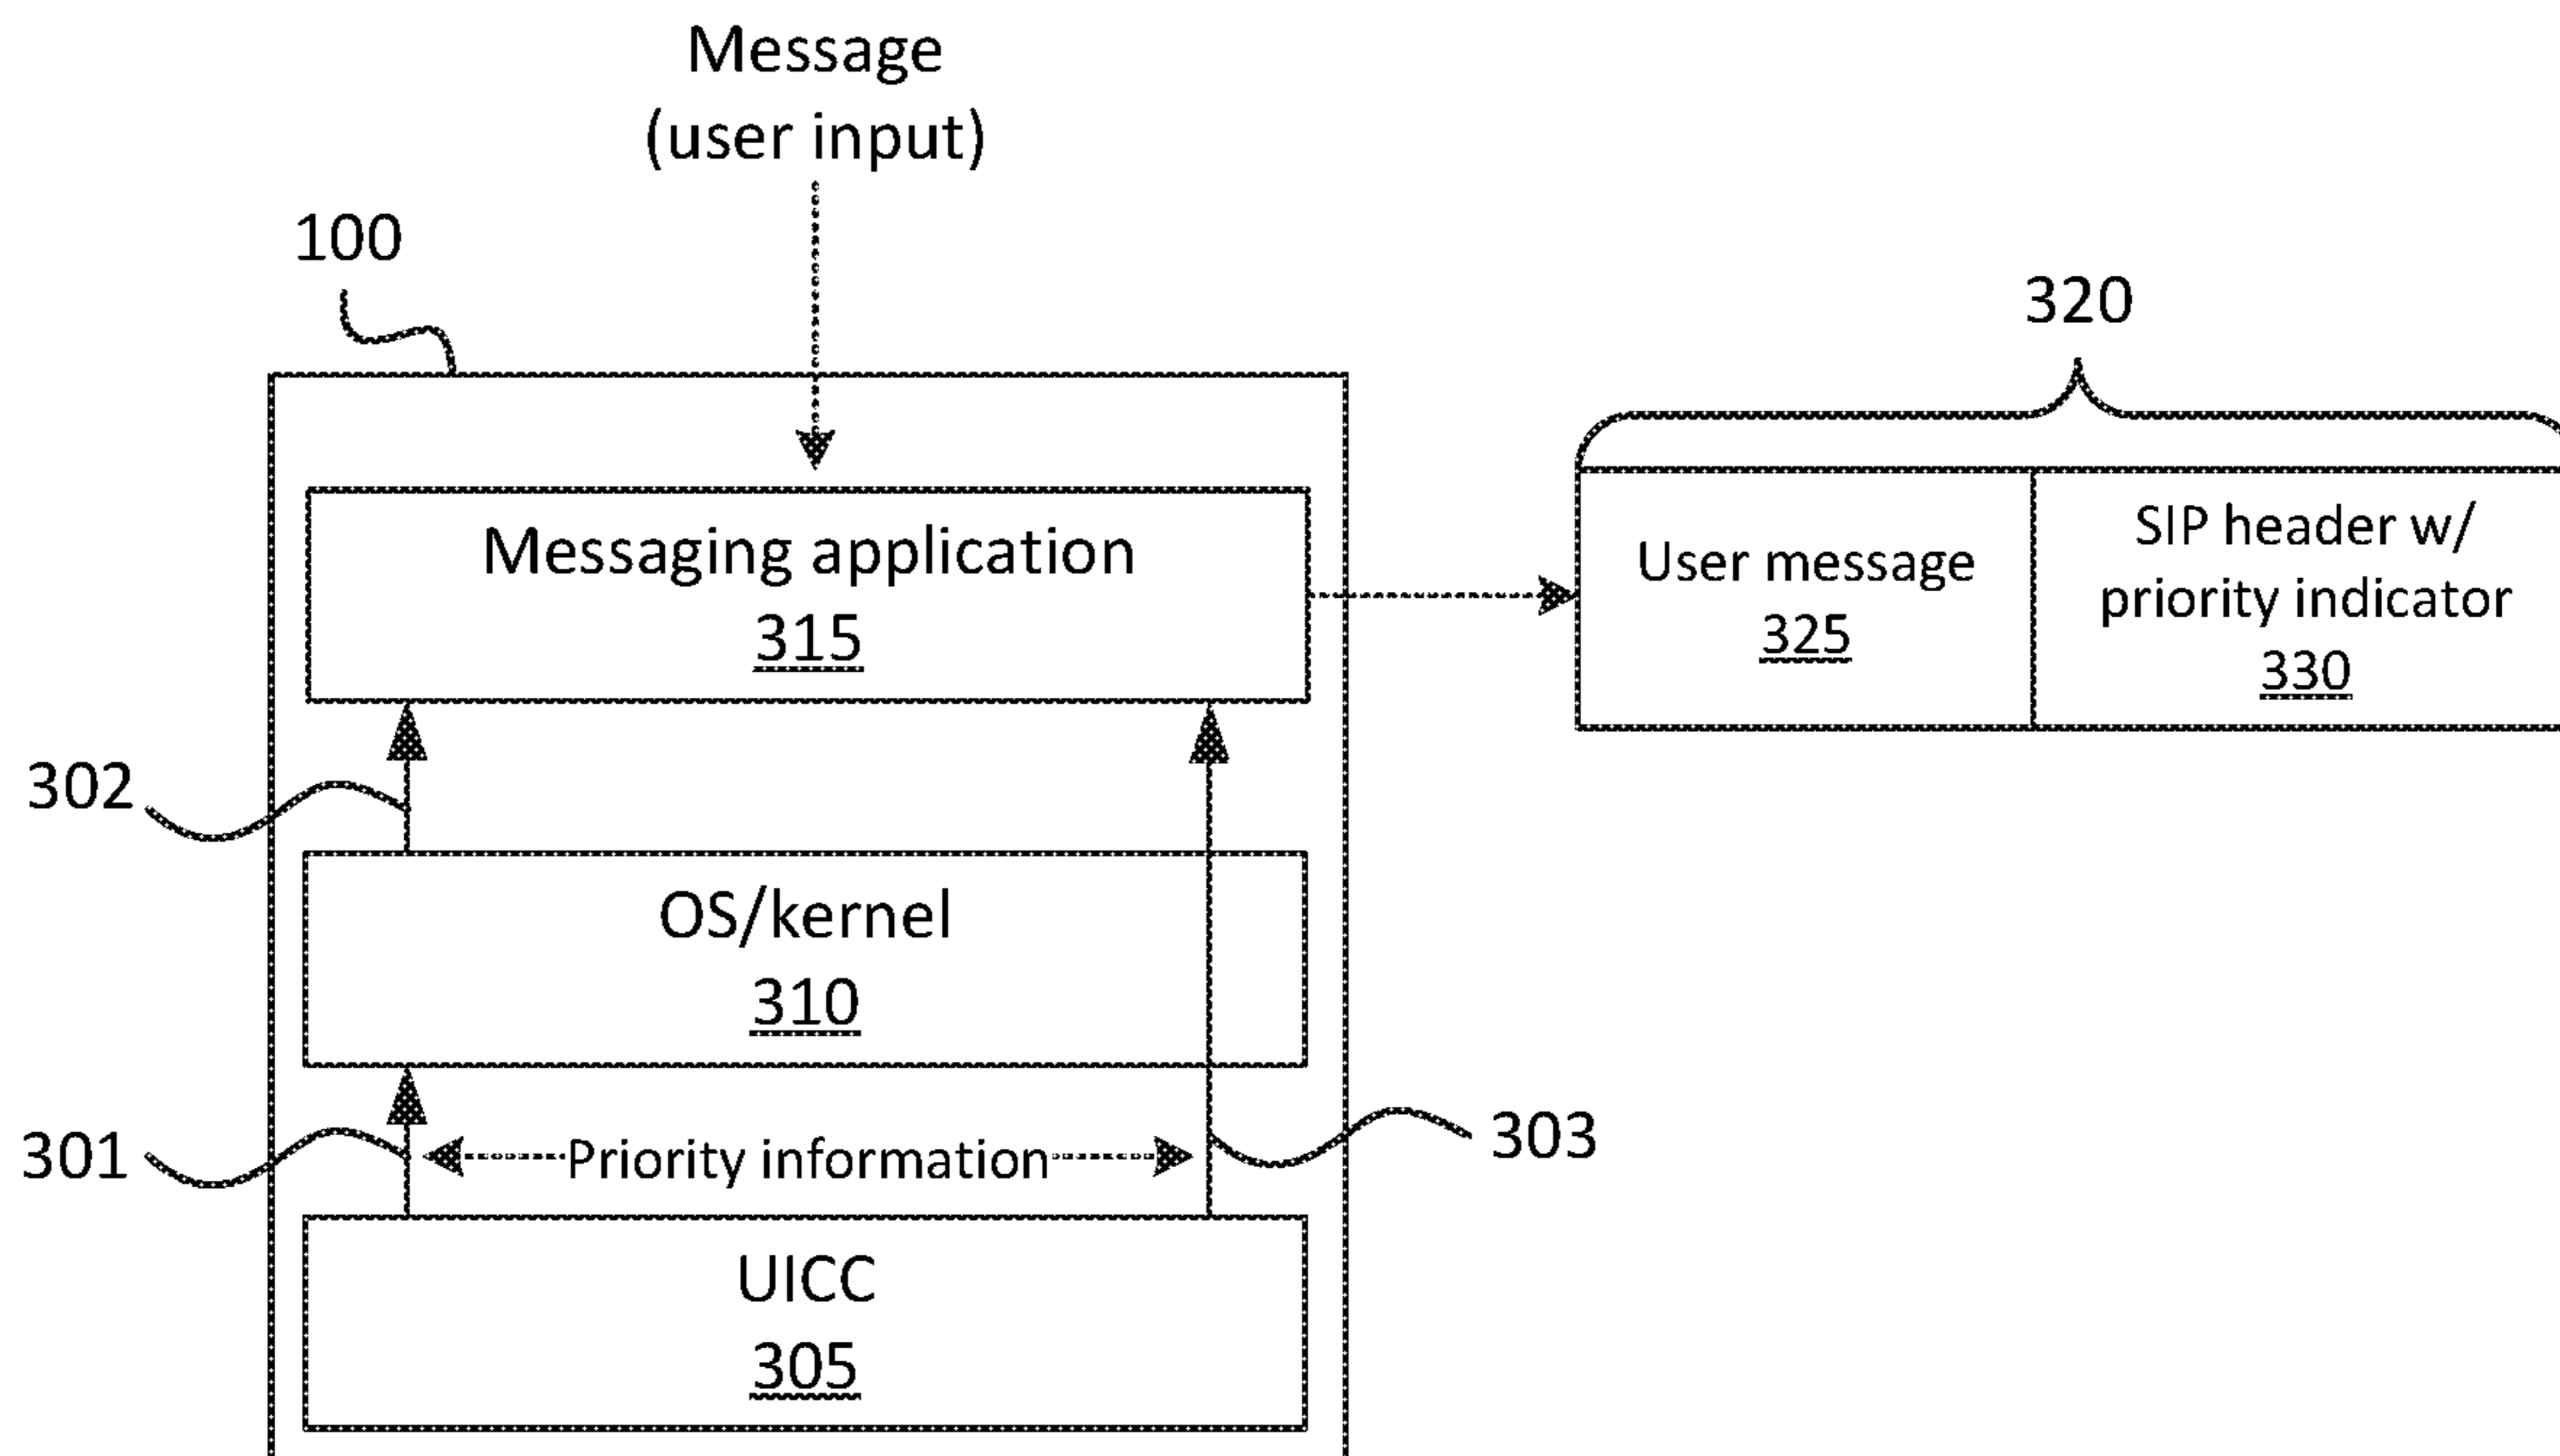 Message
(user input)
100
320
Messaging application
315
User message
325
SIP header w/
priority indicator
330
302
OS/kernel
310
301
Priority information
303
UICC
305